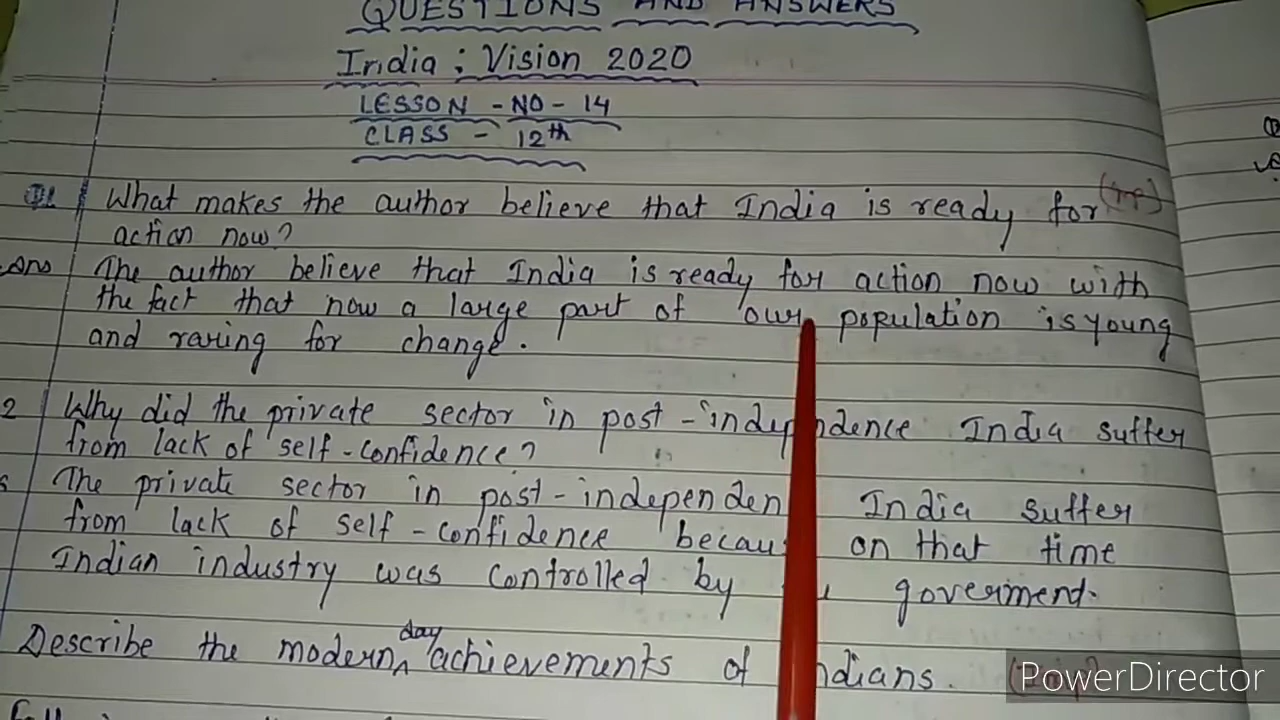 QUESTIONS AND ANSWERS
India : Vision 2020
LESSON - NO - 14
CLASS - 12th
Q1 What makes the author believe that India is ready for (Imp)
action now?
Ans The author believe that India is ready for action now with
the fact that now a large part of our population is young
and raring for change.
2 Why did the private sector in post - independence India suffer
from lack of self - confidence?
s The private sector in post - independen India suffer
from lack of self - confidence becau on that time
Indian industry was controlled by goverimend.
Describe the modern day achievements of ndians.
PowerDirector